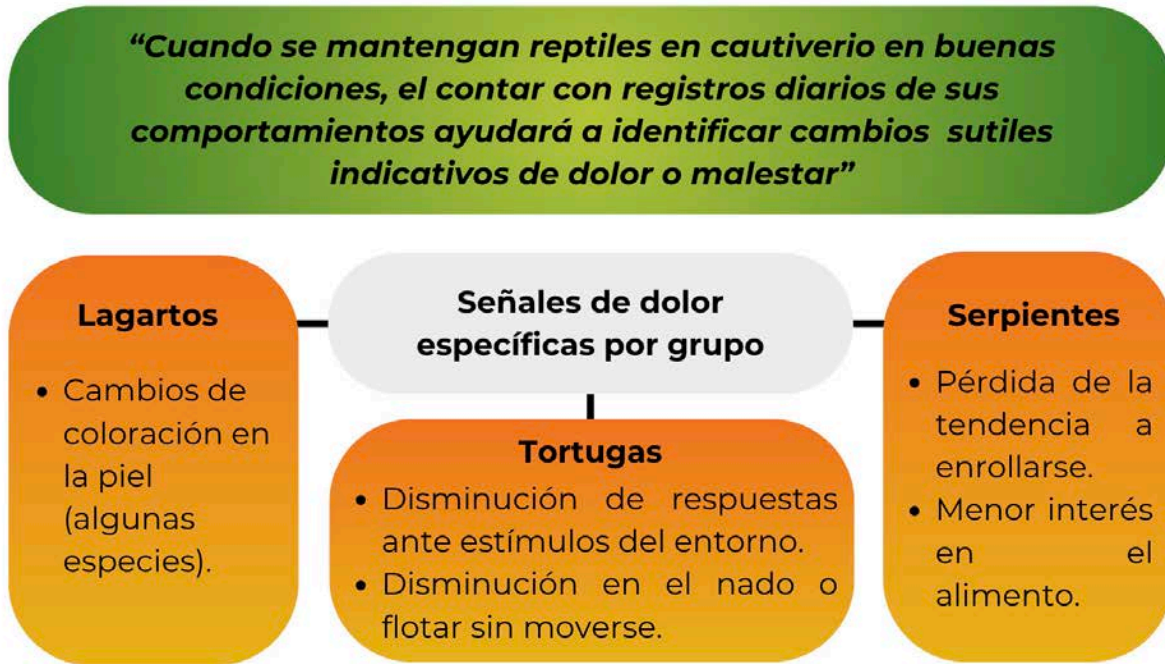 “Cuando se mantengan reptiles en cautiverio en buenas
condiciones, el contar con registros diarios de sus
comportamientos ayudará a identificar cambios sutiles
indicativos de dolor o malestar”
Señales de dolor
específicas por grupo
Lagartos
• Cambios de
coloración en
la piel
(algunas
especies).
Tortugas
• Disminución de respuestas
ante estímulos del entorno.
• Disminución en el nado o
flotar sin moverse.
Serpientes
• Pérdida de la
tendencia a
enrollarse.
• Menor interés
en el
alimento.